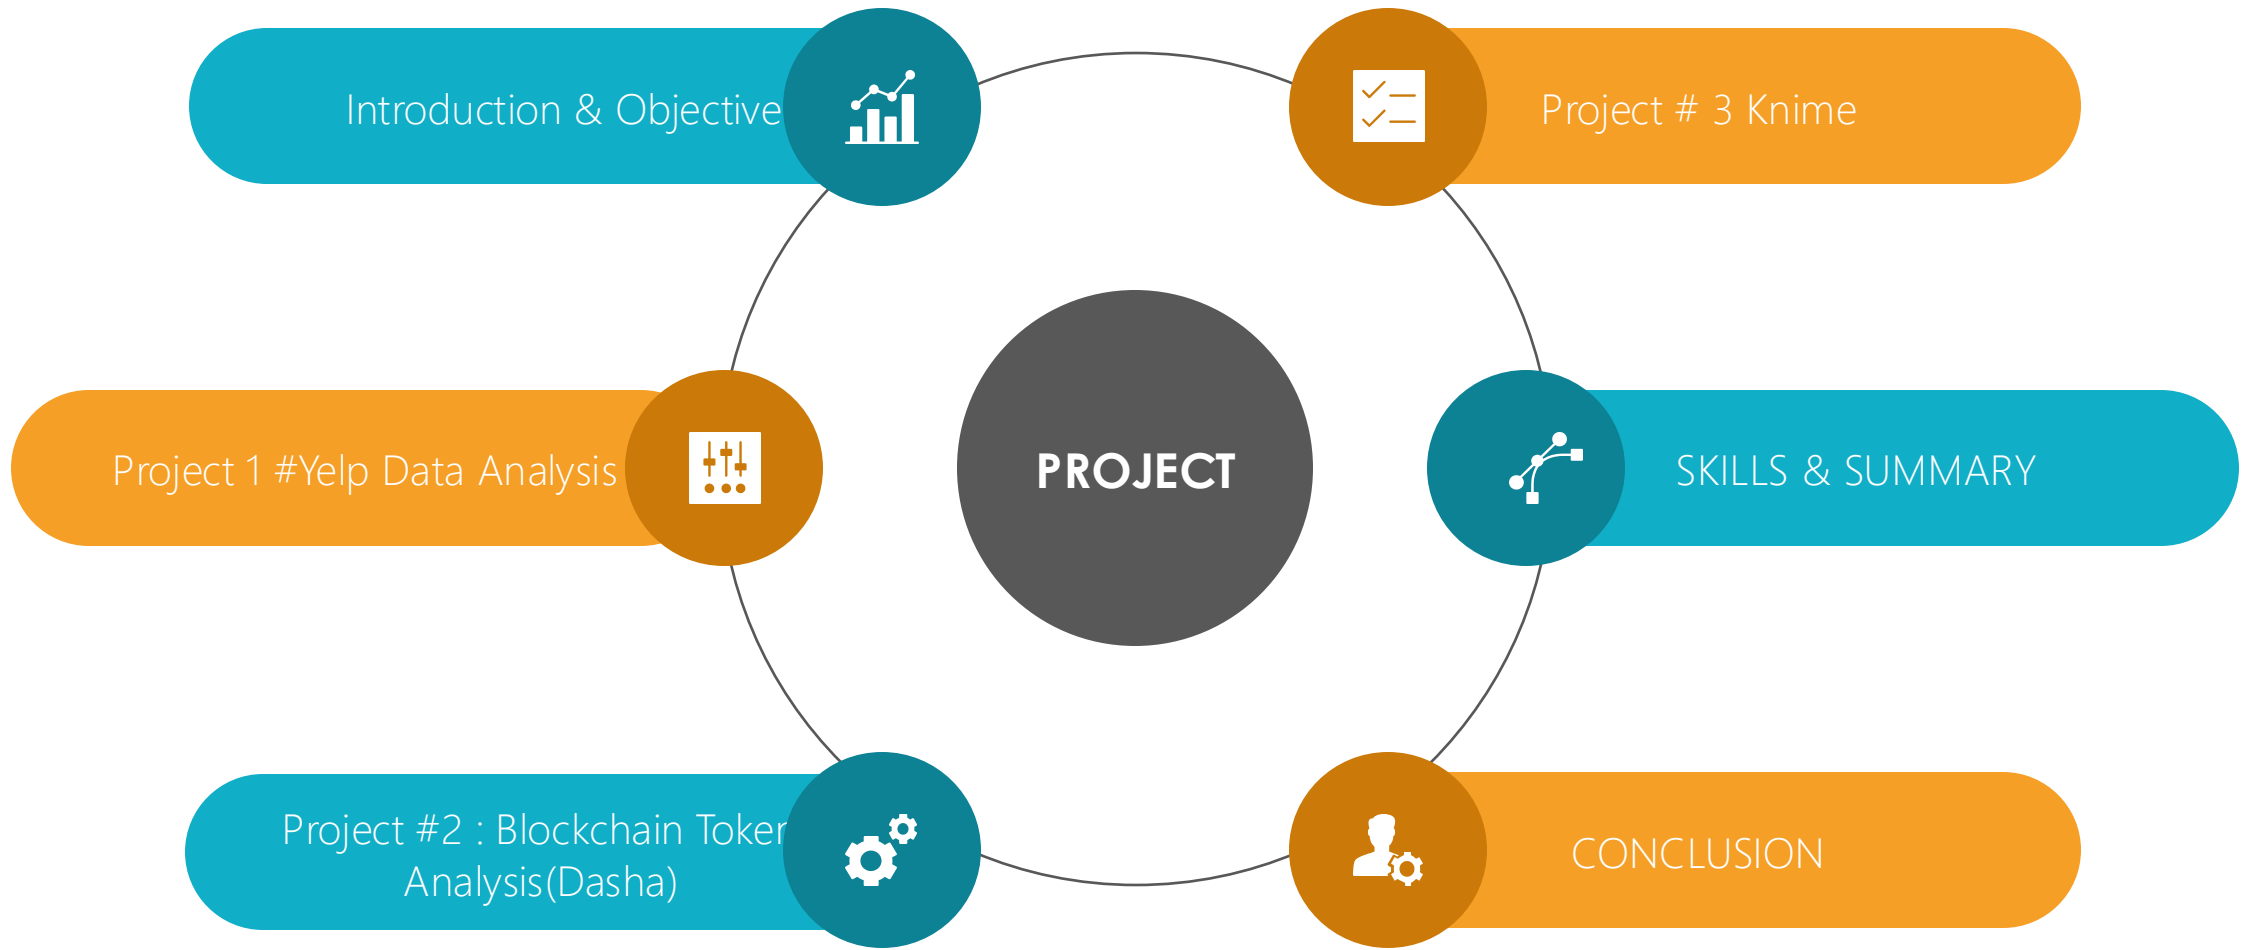 Introduction & Objective
Project 1 #Yelp Data Analysis
Project #2 : Blockchain Token
Analysis(Dasha)
PROJECT
Project # 3 Knime
SKILLS & SUMMARY
CONCLUSION